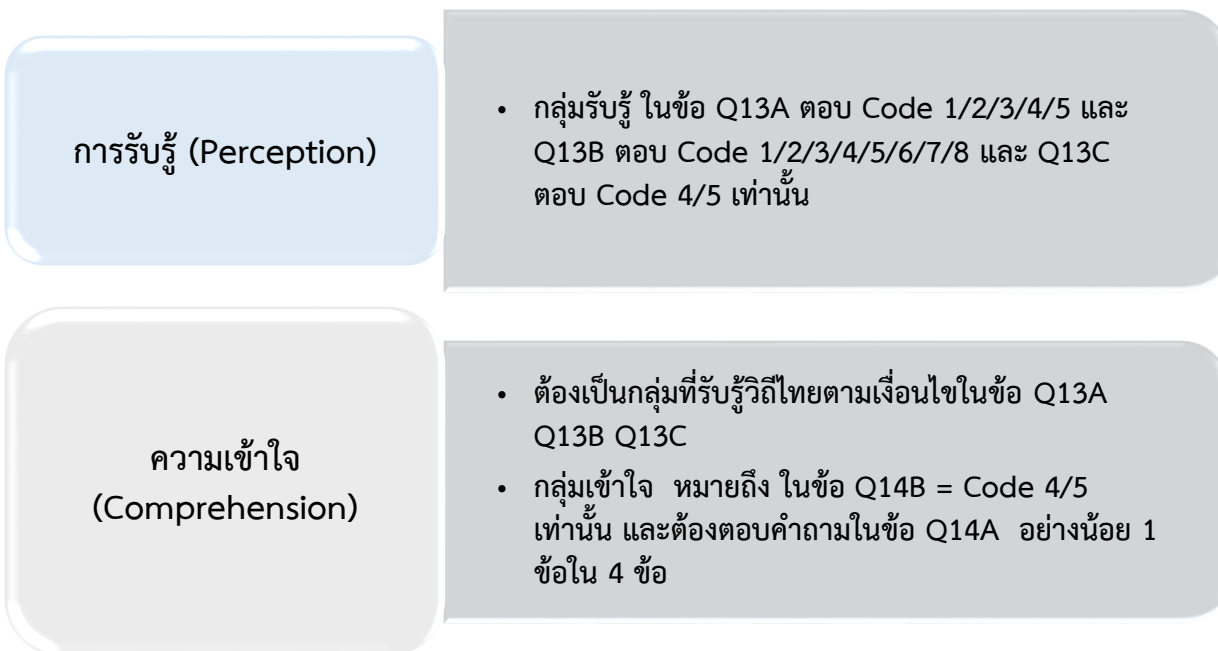 การรับรู้ (Perception)
• กลุ่มรับรู้ ในข้อ Q13A ตอบ Code 1/2/3/4/5 และ
Q13B ตอบ Code 1/2/3/4/5/6/7/8 และ Q13C
ตอบ Code 4/5 เท่านั้น
ความเข้าใจ
(Comprehension)
• ต้องเป็นกลุ่มที่รับรู้วิถีไทยตามเงื่อนไขในข้อ Q13A
Q13B Q13C
• กลุ่มเข้าใจ หมายถึง ในข้อ Q14B = Code 4/5
เท่านั้น และต้องตอบคำถามในข้อ Q14A อย่างน้อย 1
ข้อใน 4 ข้อ